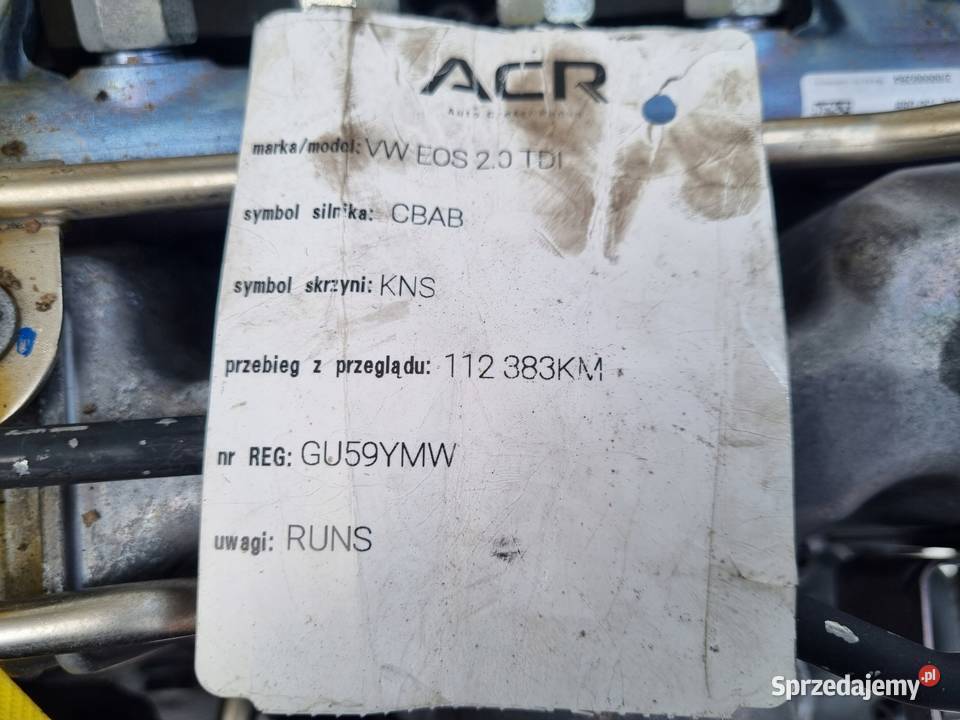 ACR
marka/model: VW EOS 2.0 TDI
symbol silnika: CBAB
symbol skrzyni: KNS
przebieg z przeglądu: 112 383KM
nr REG: GU59YMW
uwagi: RUNS
Sprzedajemy.pl